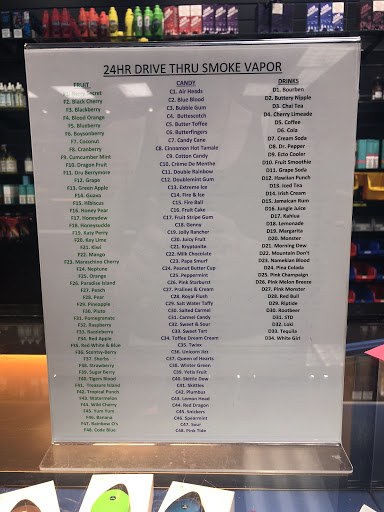 24HR DRIVE THRU SMOKE VAPOR
FRUIT
F2. Black Cherry
F3. Blackberry
F4. Blood Orange
F5. Blueberry
F6. Boysonberry
F7. Coconut
F8. Cranberry
F9. Cumcumber Mint
F10. Dragon Fruit
F11. Dru Berrymore
F12. Grape
F13. Green Apple
F14. Guava
F15. Hibiscus
F16. Honey Pear
F17. Honeydew
F18. Honeysuckle
F19. Katy Perry
F20. Key Lime
F21. Kiwi
F22. Mango
F23. Maraschino Cherry
F24. Neptune
F25. Orange
F26. Paradise Island
F27. Peach
F28. Pear
F29. Pineapple
F30. Pluto
F31. Pomegranate
F32. Raspberry
F33. Razzleberry
F34. Red Apple
F35. Red White & Blue
F36. Scentry-Berry
F37. Sherbs
F38. Strawberry
F39. Sugar Berry
F40. Tigers Blood
F41. Treasure Island
F42. Tropical Punch
F43. Watermelon
F44. Wild Cherry
F45. Yum Yum
F46. Banana
F47. Rainbow O's
F48. Code Blue
CANDY
C1. Air Heads
C2. Blue Blood
C3. Bubble Gum
C4. Buttescotch
C5. Butter Toffee
C6. Butterfingers
C7. Candy Cane
C8. Cinnamon Hot Tamale
C9. Cotton Candy
C10. Crème De Menthe
C11. Double Rainbow
C12. Doublemint Gum
C13. Extreme Ice
C14. Fire & Ice
C15. Fire Ball
C16. Fruit Cake
C17. Fruit Stripe Gum
C18. Gonny
C19. Jolly Rancher
C20. Juicy Fruit
C21. Kryptonite
C22. Milk Chocolate
C23. Papa Smurf
C24. Peanut Butter Cup
C25. Peppermint
C26. Pink Starburst
C27. Pralines & Cream
C28. Royal Flush
C29. Salt Water Taffy
C30. Salted Carmel
C31. Carmel Candy
C32. Sweet & Sour
C33. Sweet Tart
C34. Toffee Dream Cream
C35. Twixx
C36. Unicorn Jizz
C37. Queen of Hearts
C38. Winter Green
C39. Yetis Fruit
C40. Skittle Dew
C41. Skittles
C42. Plumbus
C43. Lemon Head
C44. Red Dragon
C45. Snickers
C46. Spearmint
C47. Sour
C48. Pink Tide
DRINKS
D1. Bourben
D2. Buttery Nipple
D3. Chai Tea
D4. Cherry Limeade
D5. Coffee
D6. Cola
D7. Cream Soda
D8. Dr. Pepper
D9. Ecto Cooler
D10. Fruit Smoothie
D11. Grape Soda
D12. Hawiian Punch
D13. Iced Tea
D14. Irish Cream
D15. Jamaican Rum
D16. Jungle Juice
D17. Kahlua
D18. Lemonade
D19. Margarita
D20. Monster
D21. Morning Dew
D22. Mountain Don't
D23. Namekian Blood
D24. Pina Colada
D25. Pink Champaign
D26. Pink Melon Breeze
D27. Pink Monster
D28. Red Bull
D29. Riptide
D30. Rootbeer
D31. STD
D32. Loki
D33. Tequila
D34. White Girl